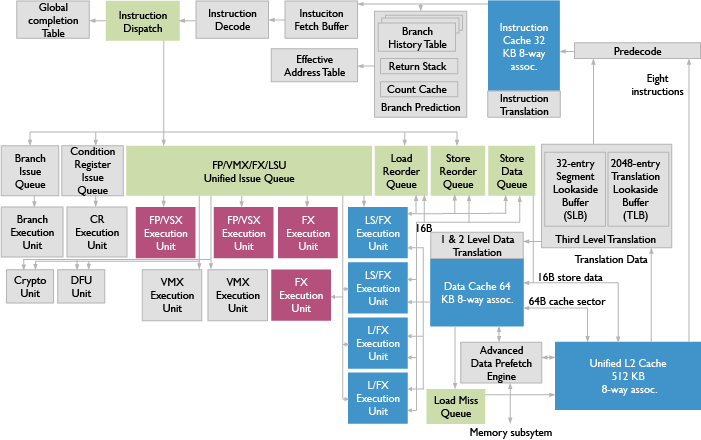 Global
completion
Table
Instruction
Dispatch
Instruction
Decode
Instuciton
Fetch Buffer
Effective
Address Table
Branch
History Table
Return Stack
Count Cache
Branch Prediction
Instruction
Cache 32
KB 8-way
assoc.
Instruction
Translation
Predecode
Eight
instructions
Branch
Issue
Queue
Condition
Register
Issue
Queue
FP/VMX/FX/LSU
Unified Issue Queue
Load
Reorder
Queue
Store
Reorder
Queue
Store
Data
Queue
32-entry
Segment
Lookaside
Buffer
(SLB)
2048-entry
Translation
Lookaside
Buffer
(TLB)
Third Level Translation
Branch
Execution
Unit
CR
Execution
Unit
FP/VSX
Execution
Unit
FP/VSX
Execution
Unit
FX
Execution
Unit
LS/FX
Execution
Unit
16B
1 & 2 Level Data
Translation
Translation Data
Crypto
Unit
DFU
Unit
VMX
Execution
Unit
VMX
Execution
Unit
FX
Execution
Unit
LS/FX
Execution
Unit
Data Cache 64
KB 8-way assoc.
16B store data
64B cache sector
L/FX
Execution
Unit
Advanced
Data Prefetch
Engine
Unified L2 Cache
512 KB
8-way assoc.
L/FX
Execution
Unit
Load Miss
Queue
Memory subsytem